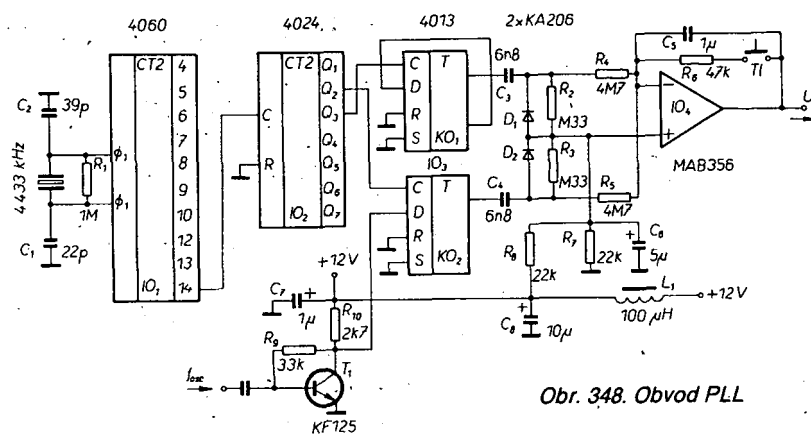 4060
4024
4013
2×KA206
C2 39p
4433 kHz
R1
1M
C1 22p
ϕ1
ϕ1
CT2
IO1
4
5
6
7
8
9
10
12
13
14
CT2
C
R
IO2
Q1
Q2
Q3
Q4
Q5
Q6
Q7
C
D
R
S
T
KO1
IO3
C
D
R
S
T
KO2
6n8
C3
C4
6n8
D1
D2
R2
M33
R3
M33
R4
4M7
R5
4M7
C5 1μ
R6 47k
Tl
IO4
−
+
MAB356
U
R8
22k
R7
22k
+ C6
5μ
L1
100 μH
+12V
+
C8 10μ
+12V
C7 +
1μ
R10
2k7
R9
33k
T1
fosc
KF125
Obr. 348. Obvod PLL